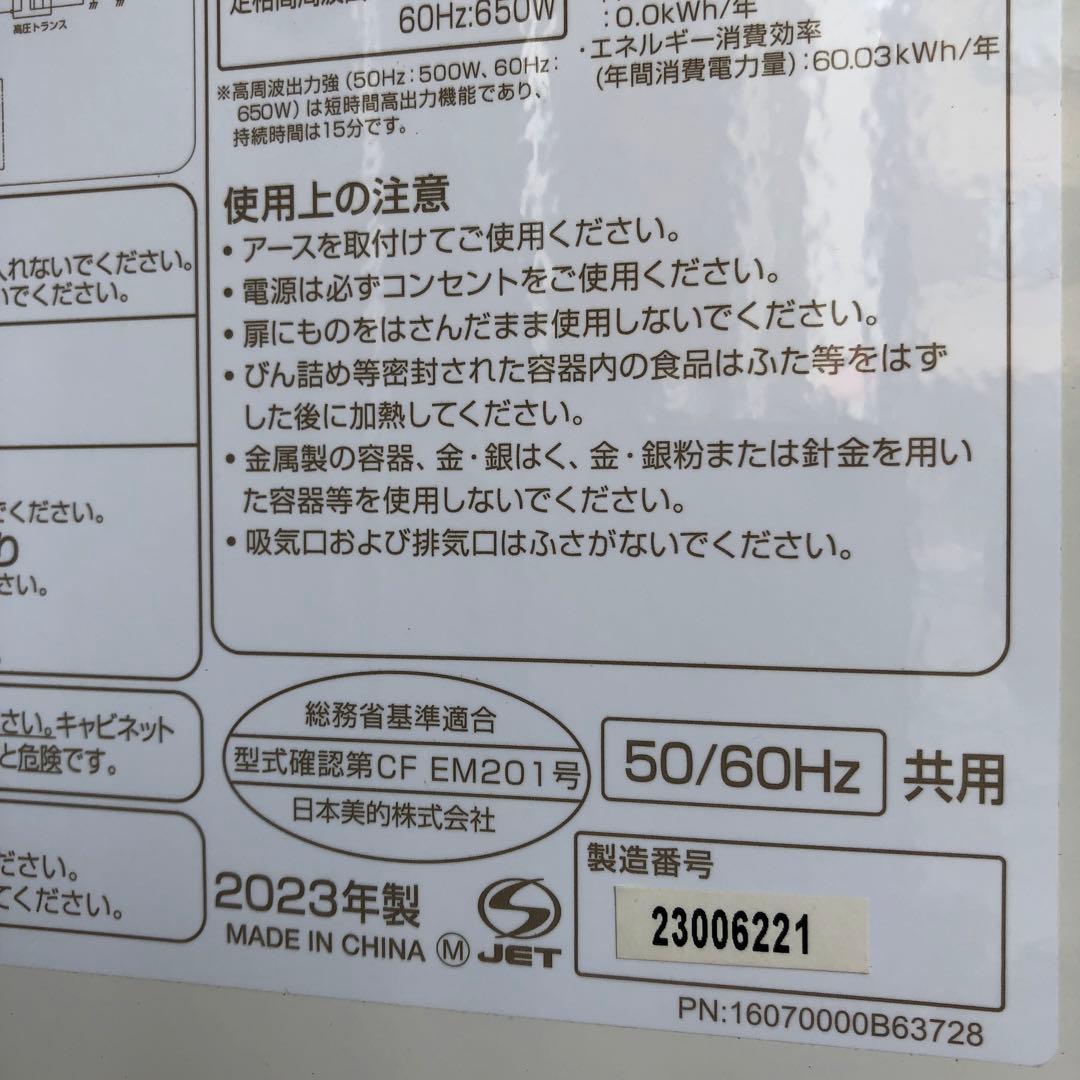 高圧トランス
60Hz:650W
:0.0kWh/年
・エネルギー消費効率
(年間消費電力量):60.03kWh/年
※高周波出力強(50Hz:500W、60Hz:
650W)は短時間高出力機能であり、
持続時間は15分です。
使用上の注意
・アースを取付けてご使用ください。
・電源は必ずコンセントをご使用ください。
・扉にものをはさんだまま使用しないでください。
・びん詰め等密封された容器内の食品はふた等をはず
した後に加熱してください。
・金属製の容器、金・銀はく、金・銀粉または針金を用い
た容器等を使用しないでください。
・吸気口および排気口はふさがないでください。
れないでください。
いでください。
でください。
り
さい。
さい。キャビネット
と危険です。
ださい。
てください。
総務省基準適合
型式確認第CF EM201号
日本美的株式会社
50/60Hz 共用
2023年製
MADE IN CHINA M JET
製造番号
23006221
PN:16070000B63728